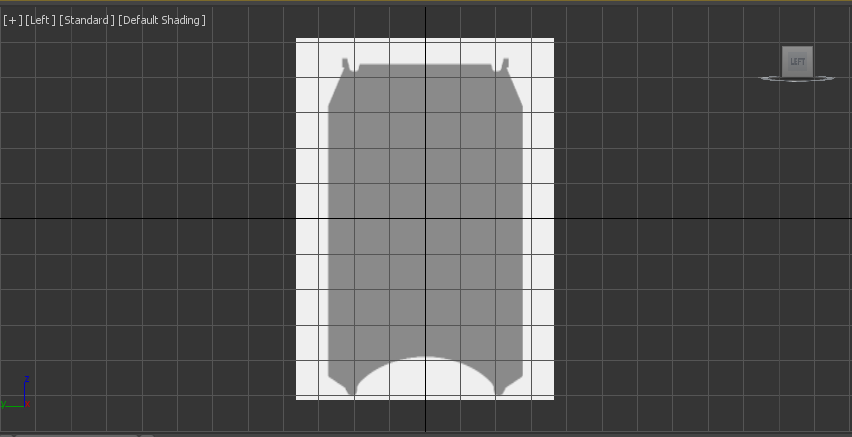 [+] [Left ] [Standard ] [Default Shading ]
LEFT
z
y